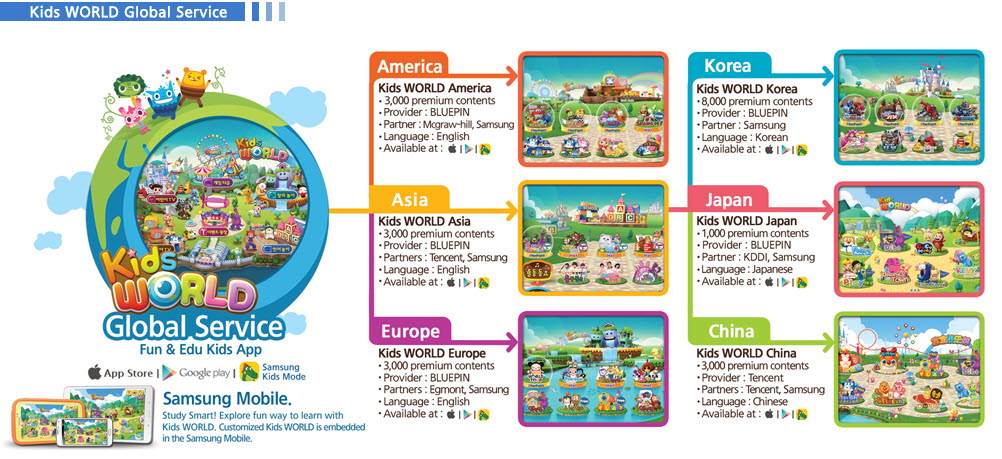 Kids WORLD Global Service
Kids
WORLD
Kids
WORLD
Global Service
Fun & Edu Kids App
App Store | Google play | Samsung
Kids Mode
Samsung Mobile.
Study Smart! Explore fun way to learn with
Kids WORLD. Customized Kids WORLD is embedded
in the Samsung Mobile.
America
Kids WORLD America
• 3,000 premium contents
• Provider : BLUEPIN
• Partner : Mcgraw-hill, Samsung
• Language : English
• Available at :
Asia
Kids WORLD Asia
• 3,000 premium contents
• Provider : BLUEPIN
• Partners : Tencent, Samsung
• Language : English
• Available at :
Europe
Kids WORLD Europe
• 3,000 premium contents
• Provider : BLUEPIN
• Partners : Egmont, Samsung
• Language : English
• Available at :
Korea
Kids WORLD Korea
• 8,000 premium contents
• Provider : BLUEPIN
• Partner : Samsung
• Language : Korean
• Available at :
Japan
Kids WORLD Japan
• 1,000 premium contents
• Provider : BLUEPIN
• Partner : KDDI, Samsung
• Language : Japanese
• Available at :
China
Kids WORLD China
• 3,000 premium contents
• Provider : Tencent
• Partners : Tencent, Samsung
• Language : Chinese
• Available at :